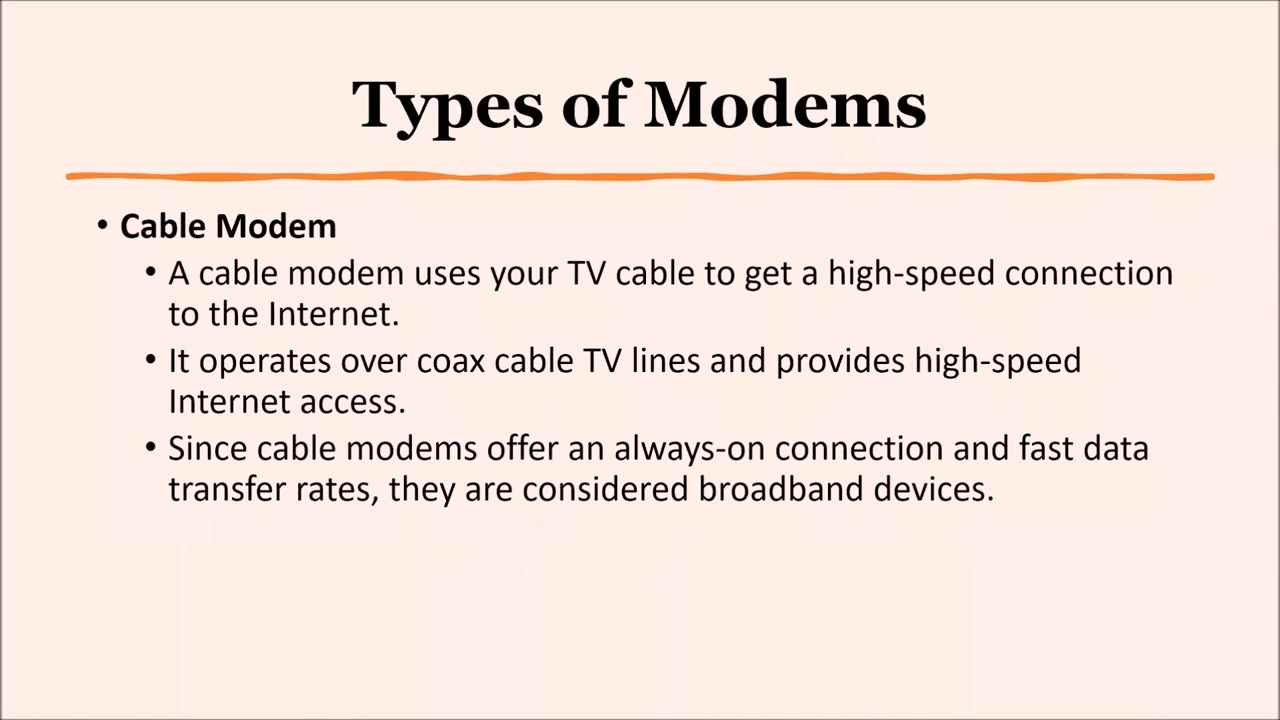 Types of Modems
• Cable Modem
• A cable modem uses your TV cable to get a high-speed connection
to the Internet.
• It operates over coax cable TV lines and provides high-speed
Internet access.
• Since cable modems offer an always-on connection and fast data
transfer rates, they are considered broadband devices.